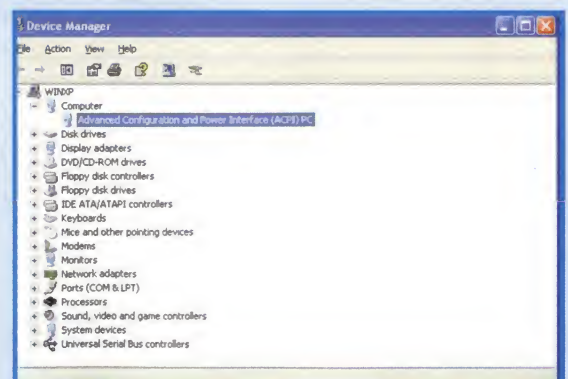 Device Manager
File Action View Help
WINXP
Computer
Advanced Configuration and Power Interface (ACPI) PC
Disk drives
Display adapters
DVD/CD-ROM drives
Floppy disk controllers
Floppy disk drives
IDE ATA/ATAPI controllers
Keyboards
Mice and other pointing devices
Modems
Monitors
Network adapters
Ports (COM & LPT)
Processors
Sound, video and game controllers
System devices
Universal Serial Bus controllers